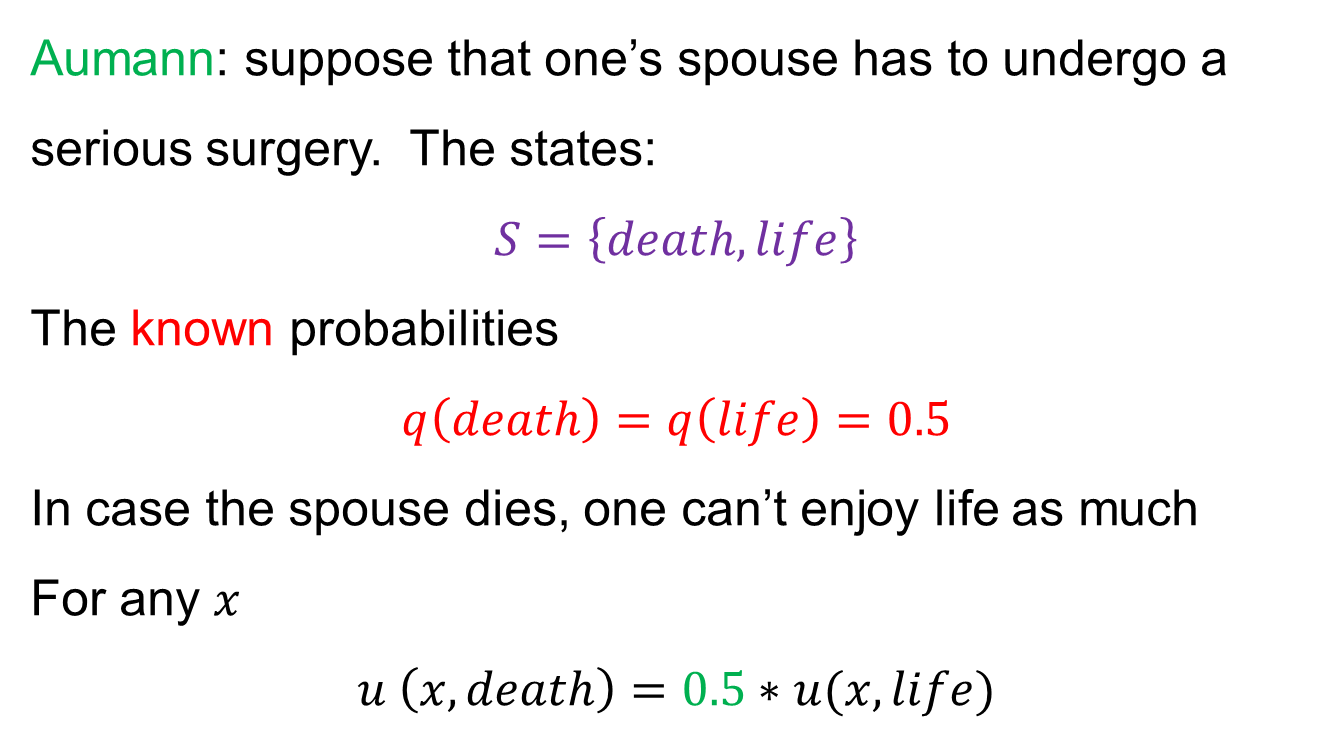 Aumann: suppose that one’s spouse has to undergo a
serious surgery.  The states:
𝑆 = {𝑑𝑒𝑎𝑡ℎ, 𝑙𝑖𝑓𝑒}
The known probabilities
𝑞(𝑑𝑒𝑎𝑡ℎ) = 𝑞(𝑙𝑖𝑓𝑒) = 0.5
In case the spouse dies, one can’t enjoy life as much
For any 𝑥
𝑢 (𝑥, 𝑑𝑒𝑎𝑡ℎ) = 0.5 ∗ 𝑢(𝑥, 𝑙𝑖𝑓𝑒)